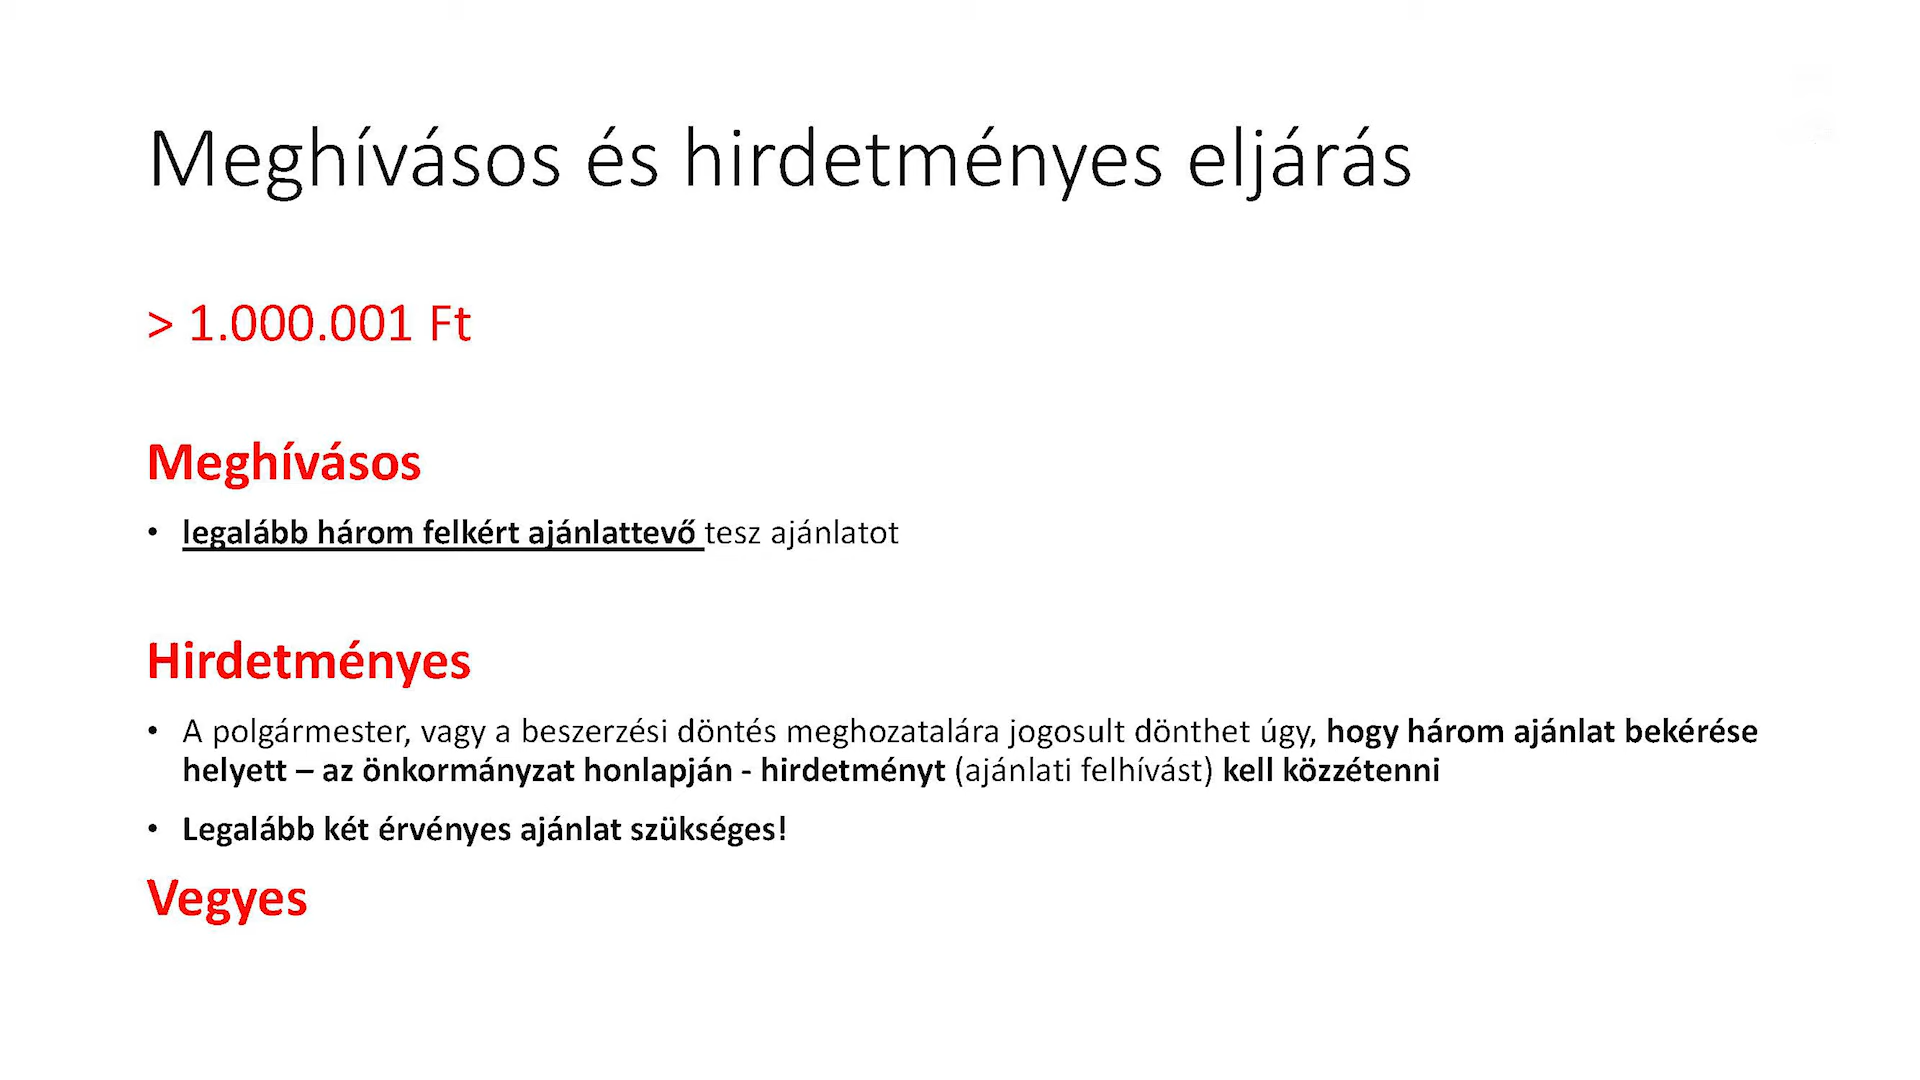 Meghívásos és hirdetményes eljárás
> 1.000.001 Ft
Meghívásos
• legalább három felkért ajánlattevő tesz ajánlatot
Hirdetményes
• A polgármester, vagy a beszerzési döntés meghozatalára jogosult dönthet úgy, hogy három ajánlat bekérése
helyett – az önkormányzat honlapján - hirdetményt (ajánlati felhívást) kell közzétenni
• Legalább két érvényes ajánlat szükséges!
Vegyes